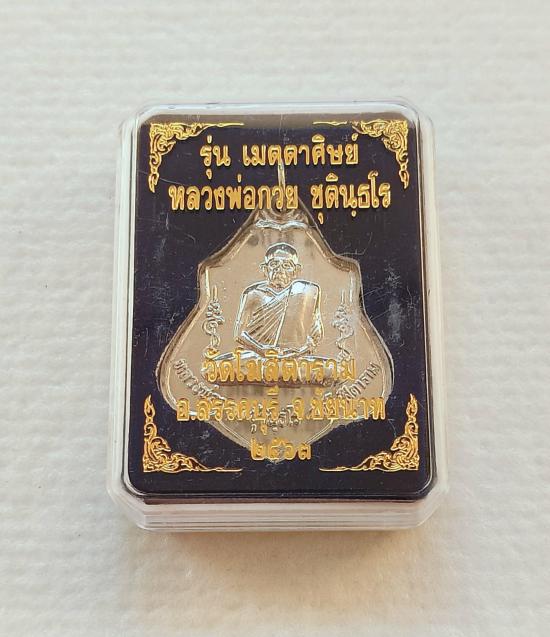 รุ่น เมตตาศิษย์
หลวงพ่อกวย ชุตินฺธโร
วัดโฆสิตาราม
อ.สรรคบุรี จ.ชัยนาท
๒๕๖๓